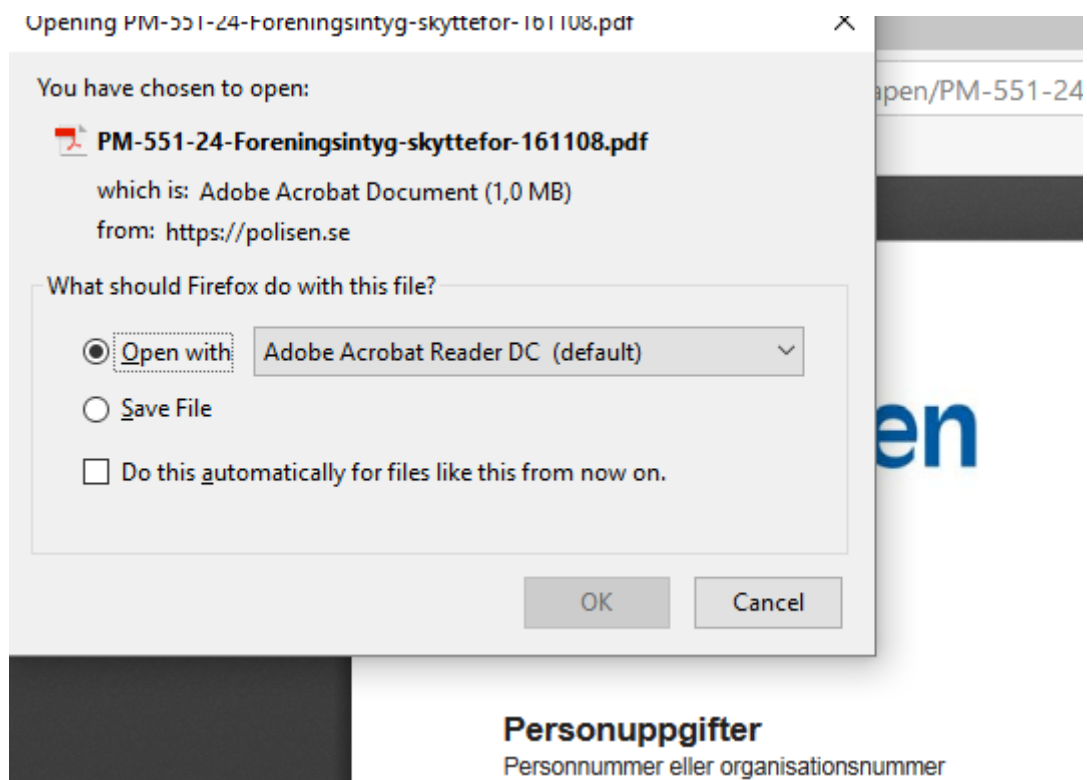 Opening PM-551-24-Foreningsintyg-skyttefor-161108.pdf
You have chosen to open:
PM-551-24-Foreningsintyg-skyttefor-161108.pdf
which is: Adobe Acrobat Document (1,0 MB)
from: https://polisen.se
What should Firefox do with this file?
Open with Adobe Acrobat Reader DC (default)
Save File
Do this automatically for files like this from now on.
OK Cancel
apen/PM-551-24
en
Personuppgifter
Personnummer eller organisationsnummer